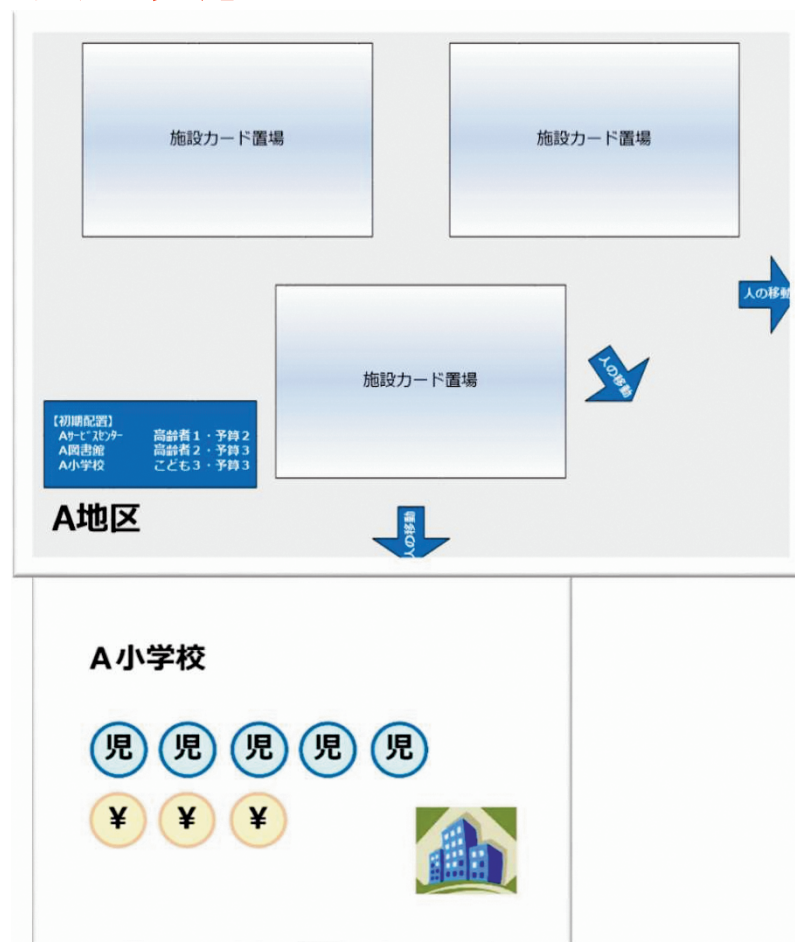 施設カード置場
施設カード置場
人の移動
施設カード置場
人の移動
【初期配置】
Aｻｰﾋﾞｽｾﾝﾀｰ 高齢者1・予算2
A図書館 高齢者2・予算3
A小学校 こども3・予算3
A地区
人の移動
A小学校
児 児 児 児 児
¥ ¥ ¥